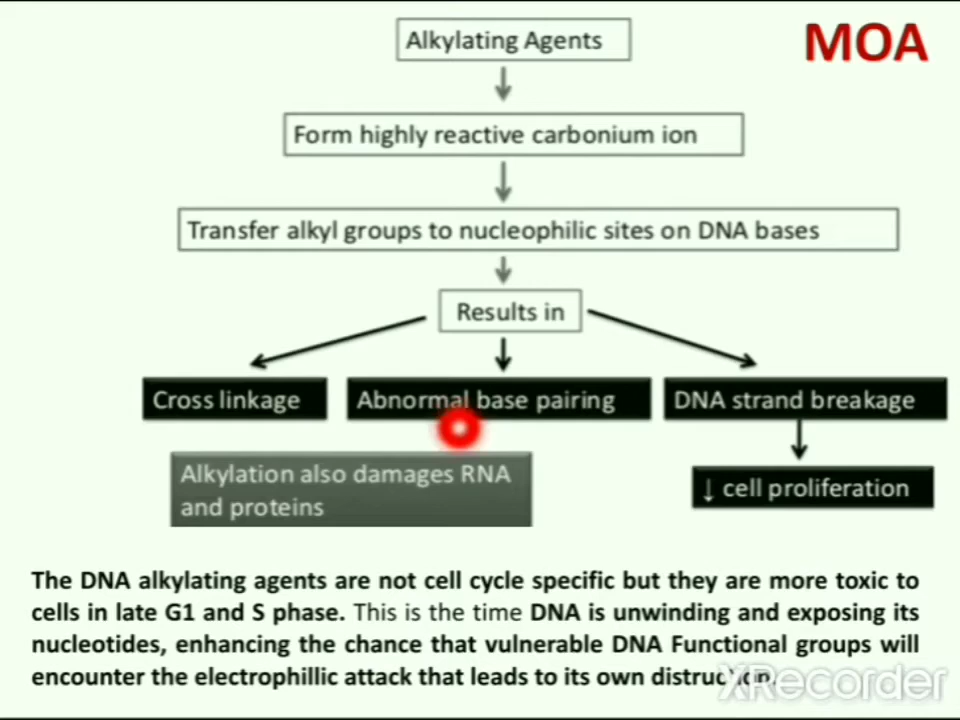 MOA
Alkylating Agents
Form highly reactive carbonium ion
Transfer alkyl groups to nucleophilic sites on DNA bases
Results in
Cross linkage
Abnormal base pairing
DNA strand breakage
Alkylation also damages RNA
and proteins
↓ cell proliferation
The DNA alkylating agents are not cell cycle specific but they are more toxic to
cells in late G1 and S phase. This is the time DNA is unwinding and exposing its
nucleotides, enhancing the chance that vulnerable DNA Functional groups will
encounter the electrophillic attack that leads to its own distruction.
XRecorder